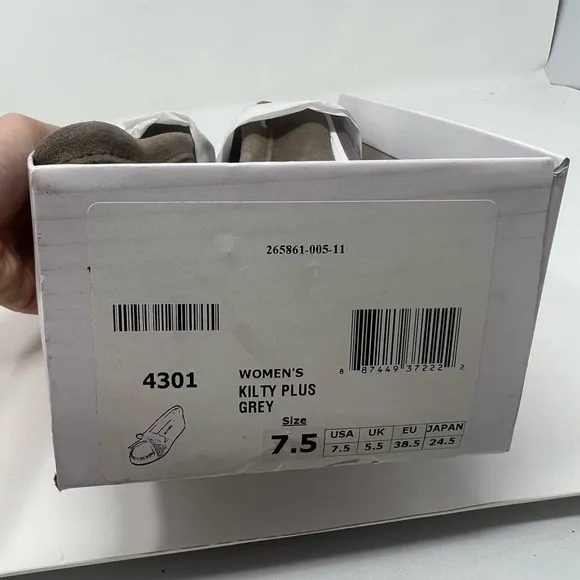 265861-005-11
8 87449 37222 2
4301
WOMEN'S
KILTY PLUS
GREY
Size
7.5
USA UK EU JAPAN
7.5 5.5 38.5 24.5